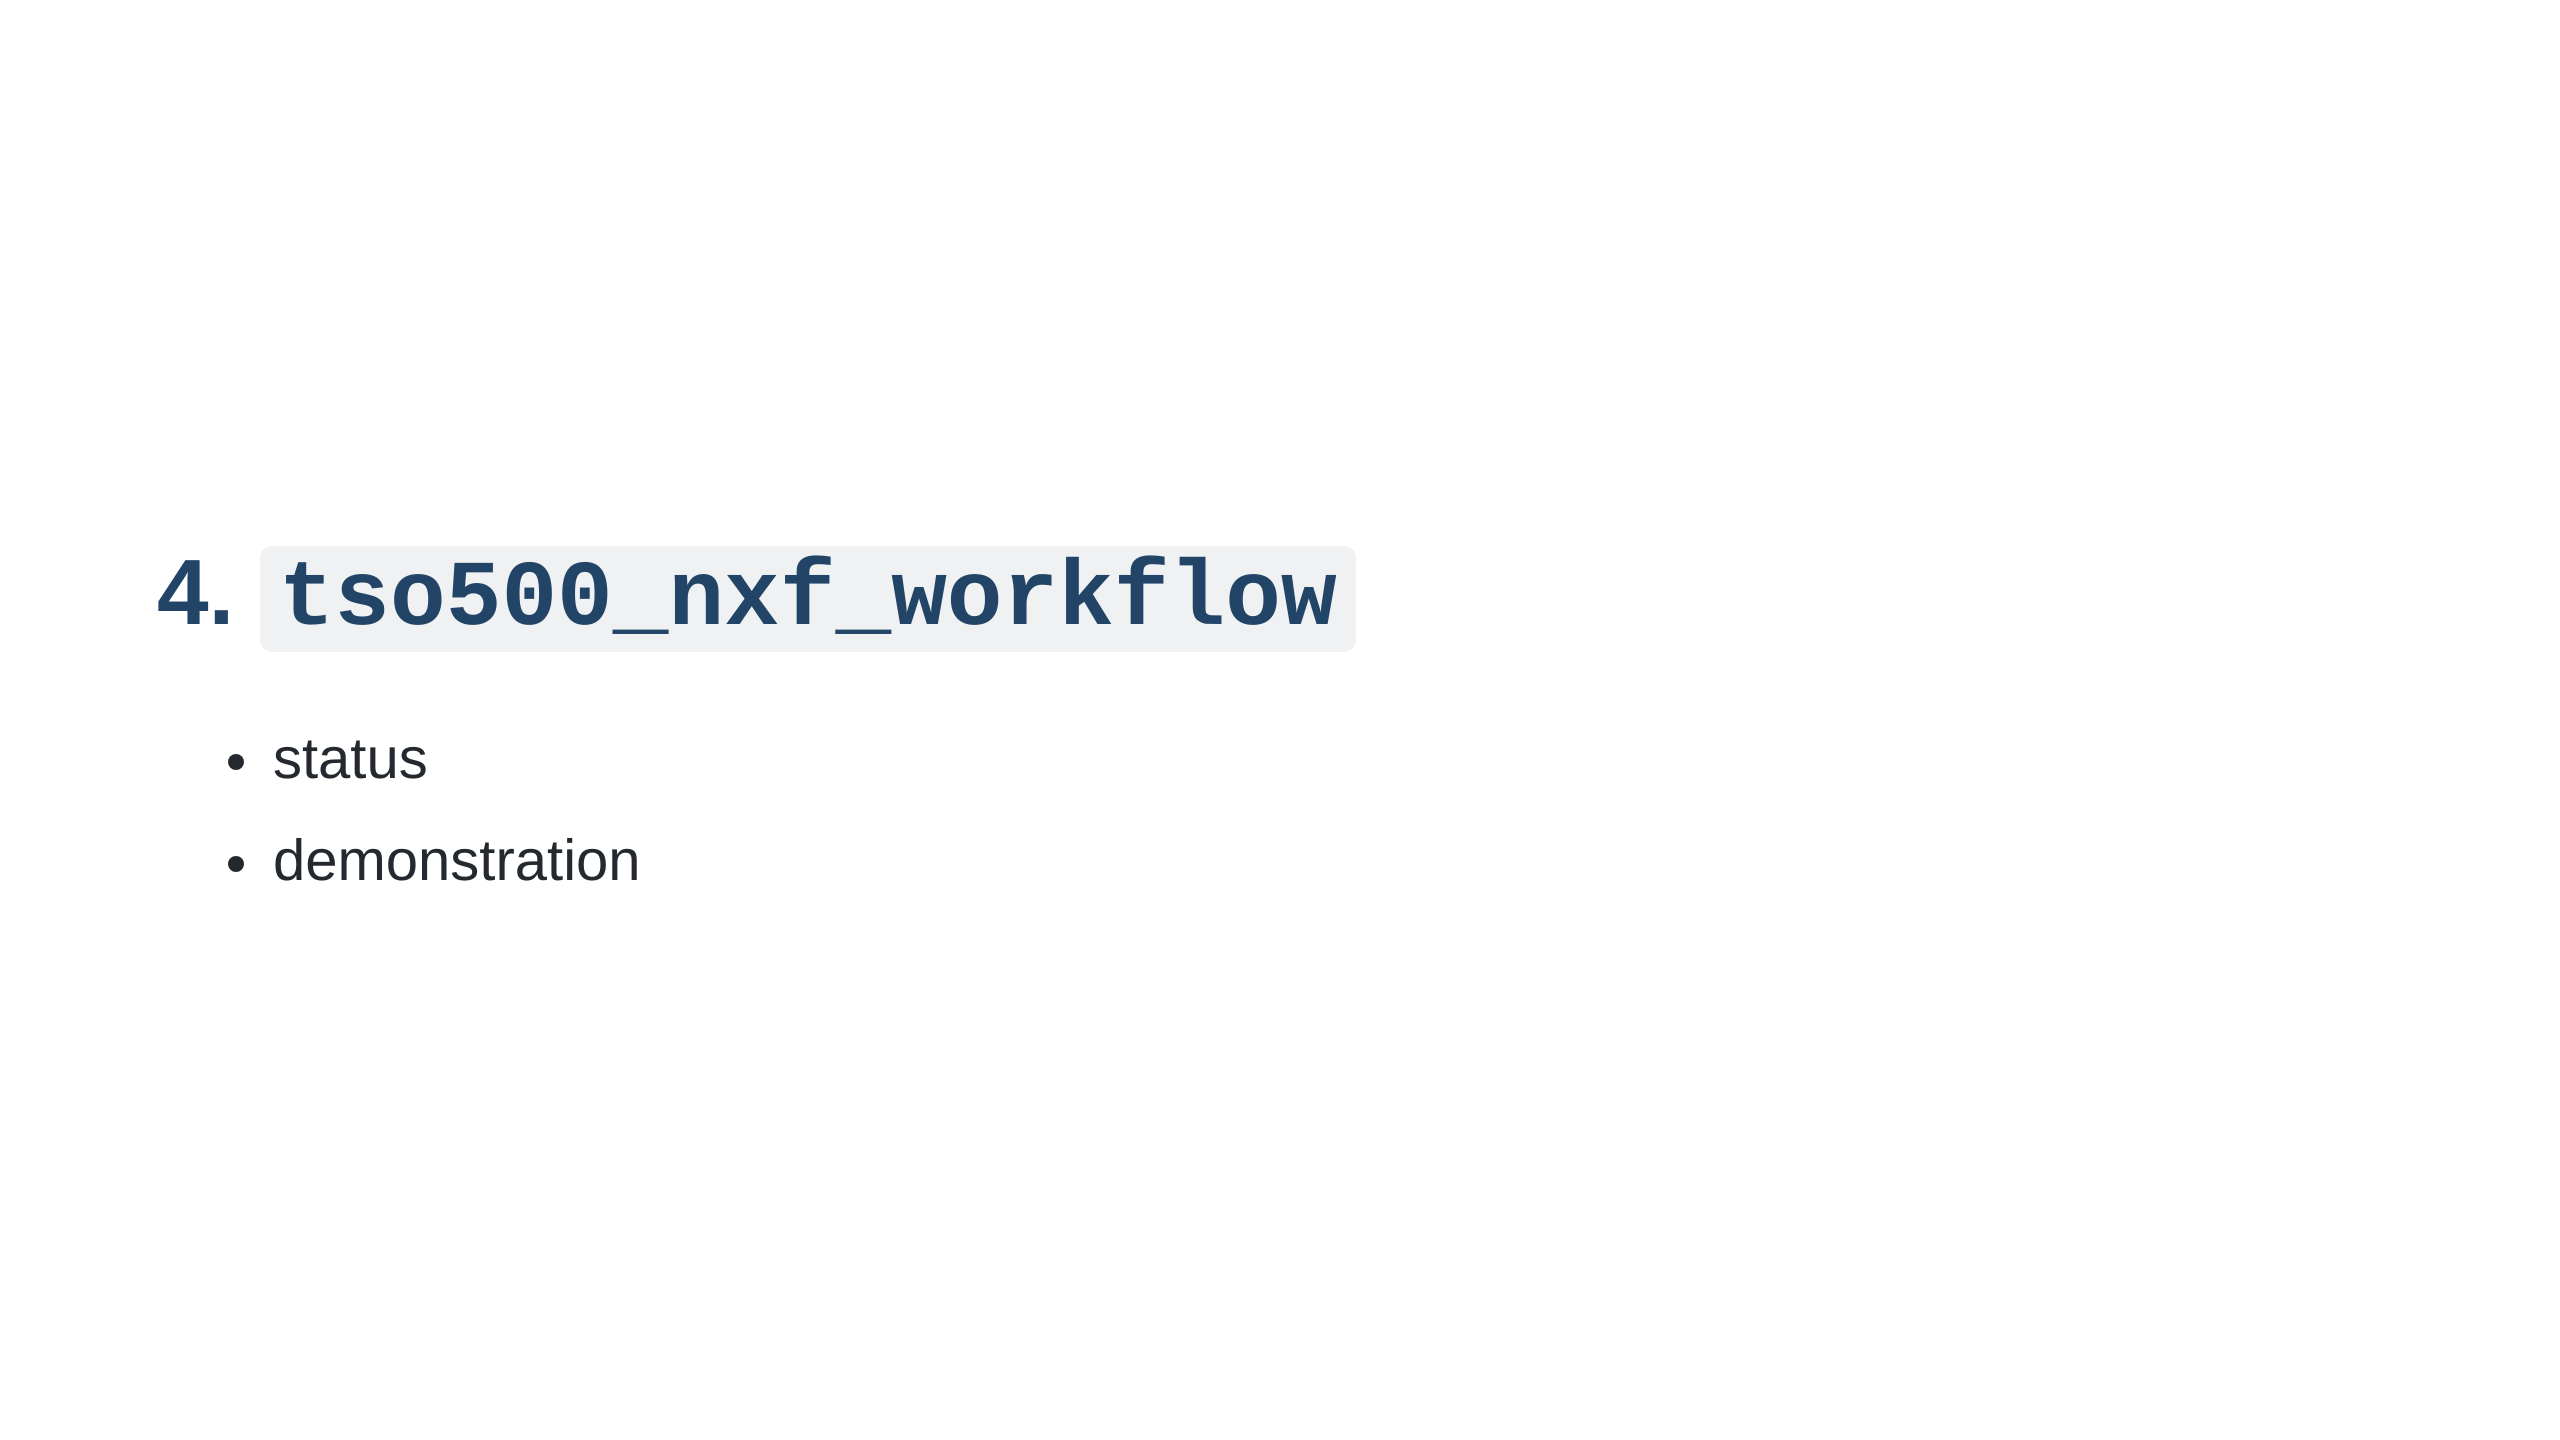 4. tso500_nxf_workflow
• status
• demonstration